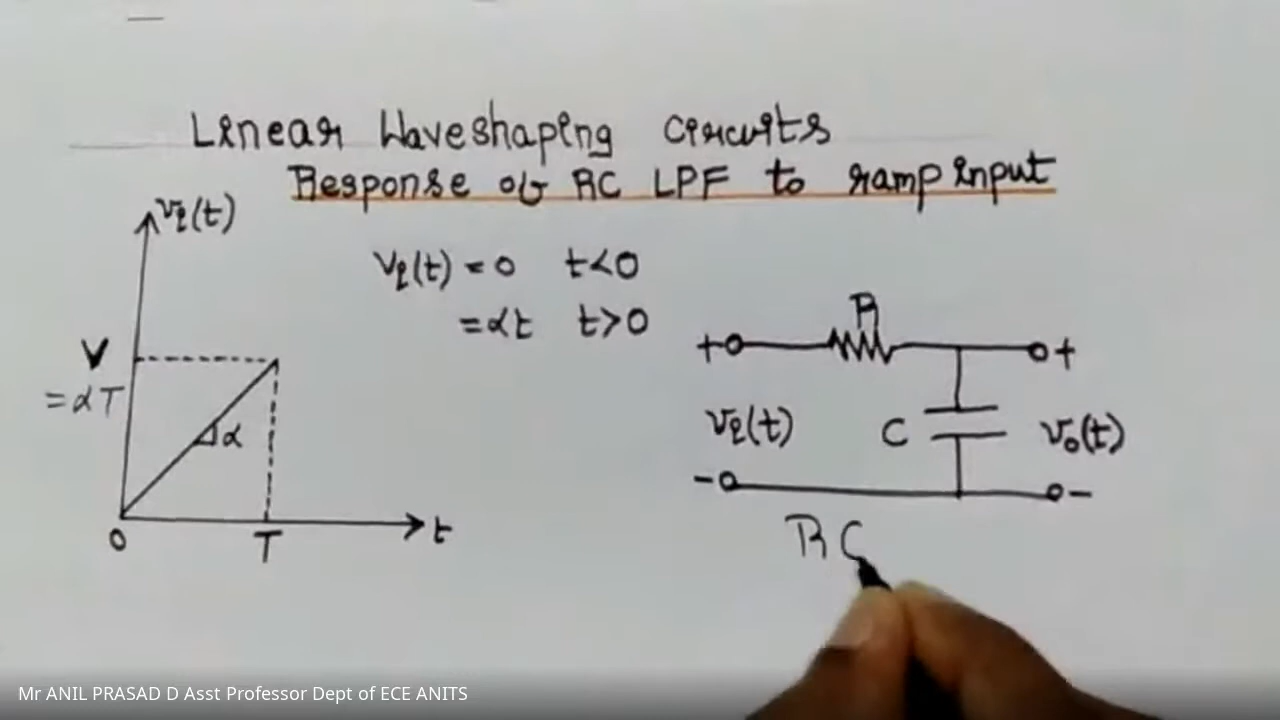 Linear Waveshaping circuits
Response of RC LPF to ramp input
vi(t)
vi(t) = 0 t<0
= αt t>0
V
= αT
α
0
T
t
R
+
+
vi(t)
C
vo(t)
-
-
RC
Mr ANIL PRASAD D Asst Professor Dept of ECE ANITS